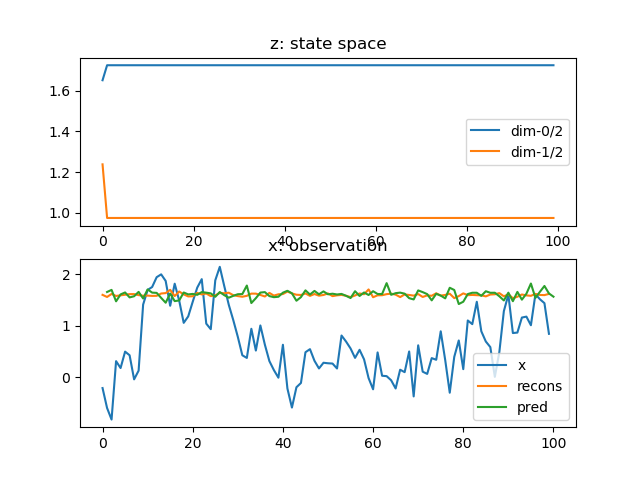 z: state space
1.6
1.4
1.2
1.0
dim-0/2
dim-1/2
0 20 40 60 80 100
x: observation
2
1
0
x
recons
pred
0 20 40 60 80 100